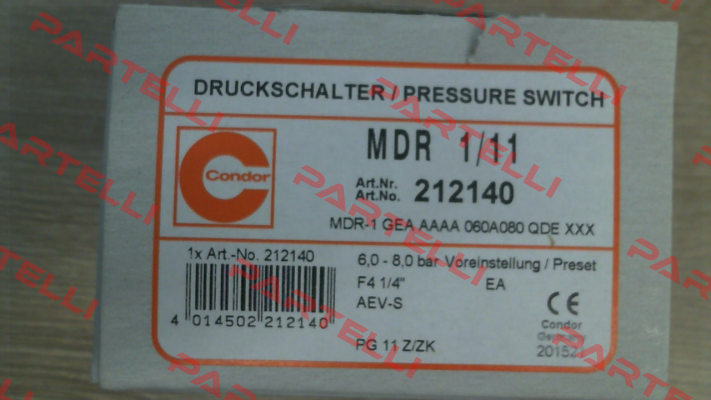 DRUCKSCHALTER / PRESSURE SWITCH
Condor
MDR 1/11
Art.Nr.
Art.No. 212140
MDR-1 GEA AAAA 060A080 QDE XXX
1x Art.-No. 212140
4 014502 212140
6,0 - 8,0 bar Voreinstellung / Preset
F4 1/4" EA
AEV-S
PG 11 Z/ZK
CE
Condor
Germany
PARTELLI
PARTELLI
PARTELLI
PARTELLI
PARTELLI
PARTELLI